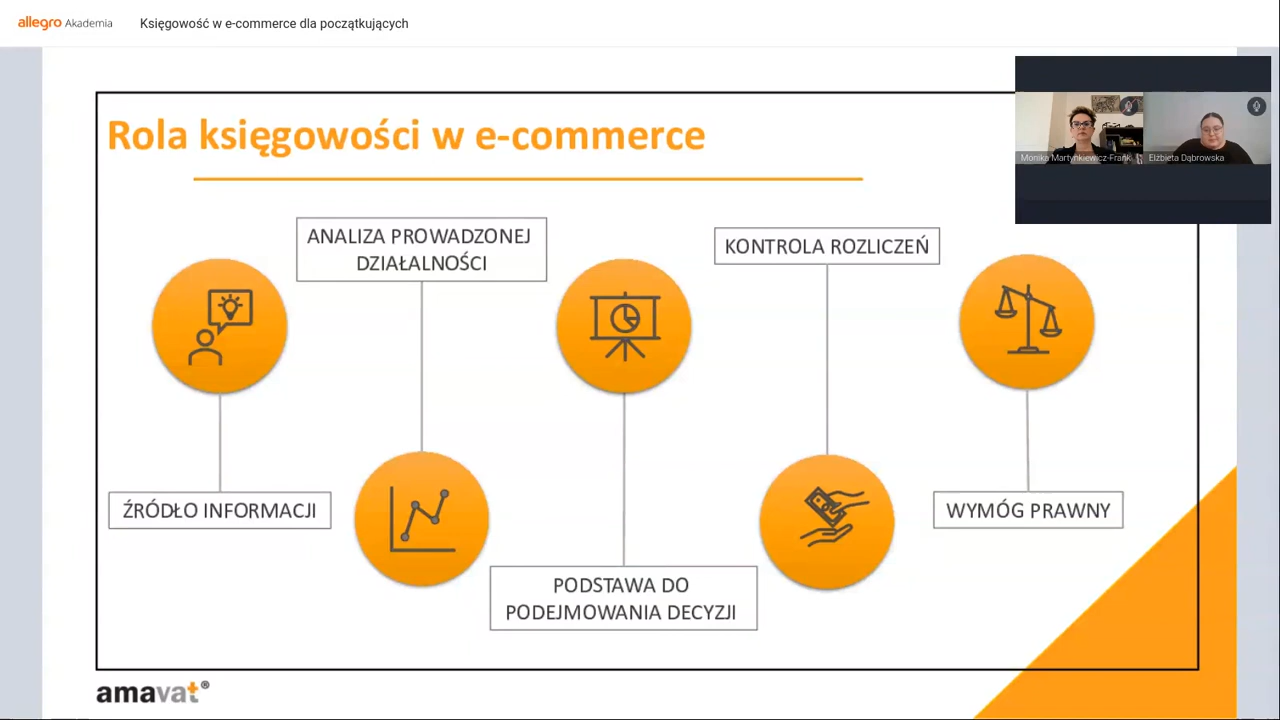 allegro Akademia
Księgowość w e-commerce dla początkujących
Rola księgowości w e-commerce
Monika Martynkiewicz-Frank
Elżbieta Dąbrowska
ANALIZA PROWADZONEJ
DZIAŁALNOŚCI
KONTROLA ROZLICZEŃ
ŹRÓDŁO INFORMACJI
WYMÓG PRAWNY
PODSTAWA DO
PODEJMOWANIA DECYZJI
amavat®